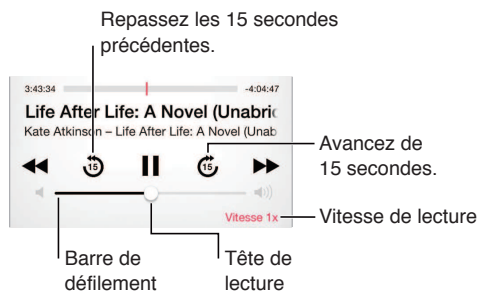 Repassez les 15 secondes
précédentes.
3:43:34 -4:04:47
Life After Life: A Novel (Unabri
Kate Atkinson – Life After Life: A Novel (Unab
15 15
Avancez de
15 secondes.
Vitesse 1x
Vitesse de lecture
Barre de
défilement
Tête de
lecture